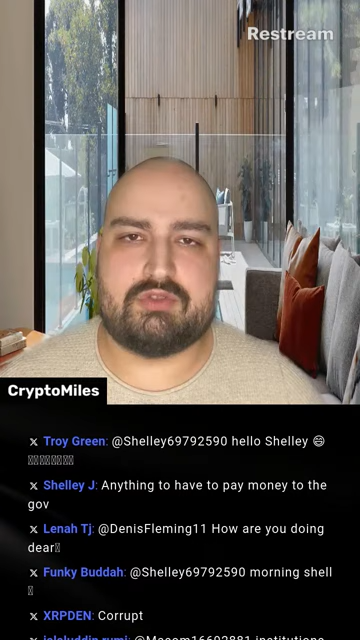 Restream
CryptoMiles
X Troy Green: @Shelley69792590 hello Shelley 😄
X Shelley J: Anything to have to pay money to the
gov
X Lenah Tj: @DenisFleming11 How are you doing
dear
X Funky Buddah: @Shelley69792590 morning shell
X XRPDEN: Corrupt